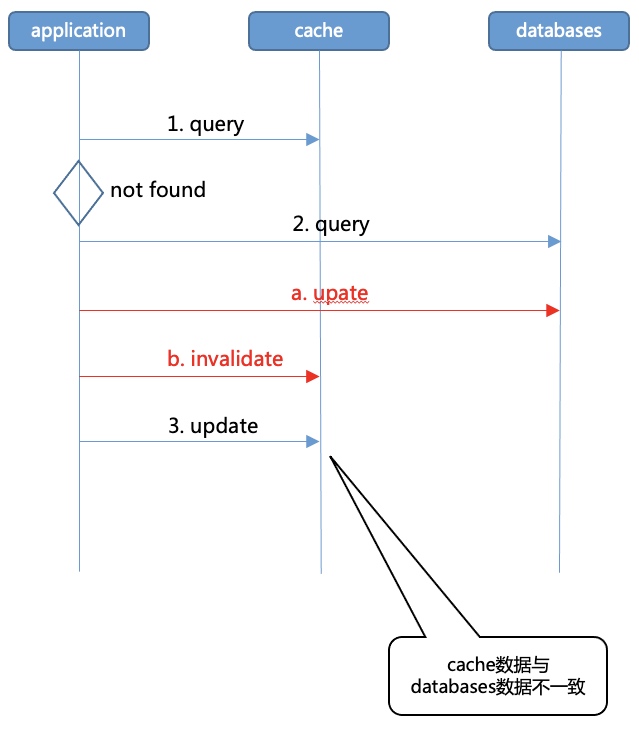 application
cache
databases
1. query
not found
2. query
a. upate
b. invalidate
3. update
cache数据与
databases数据不一致